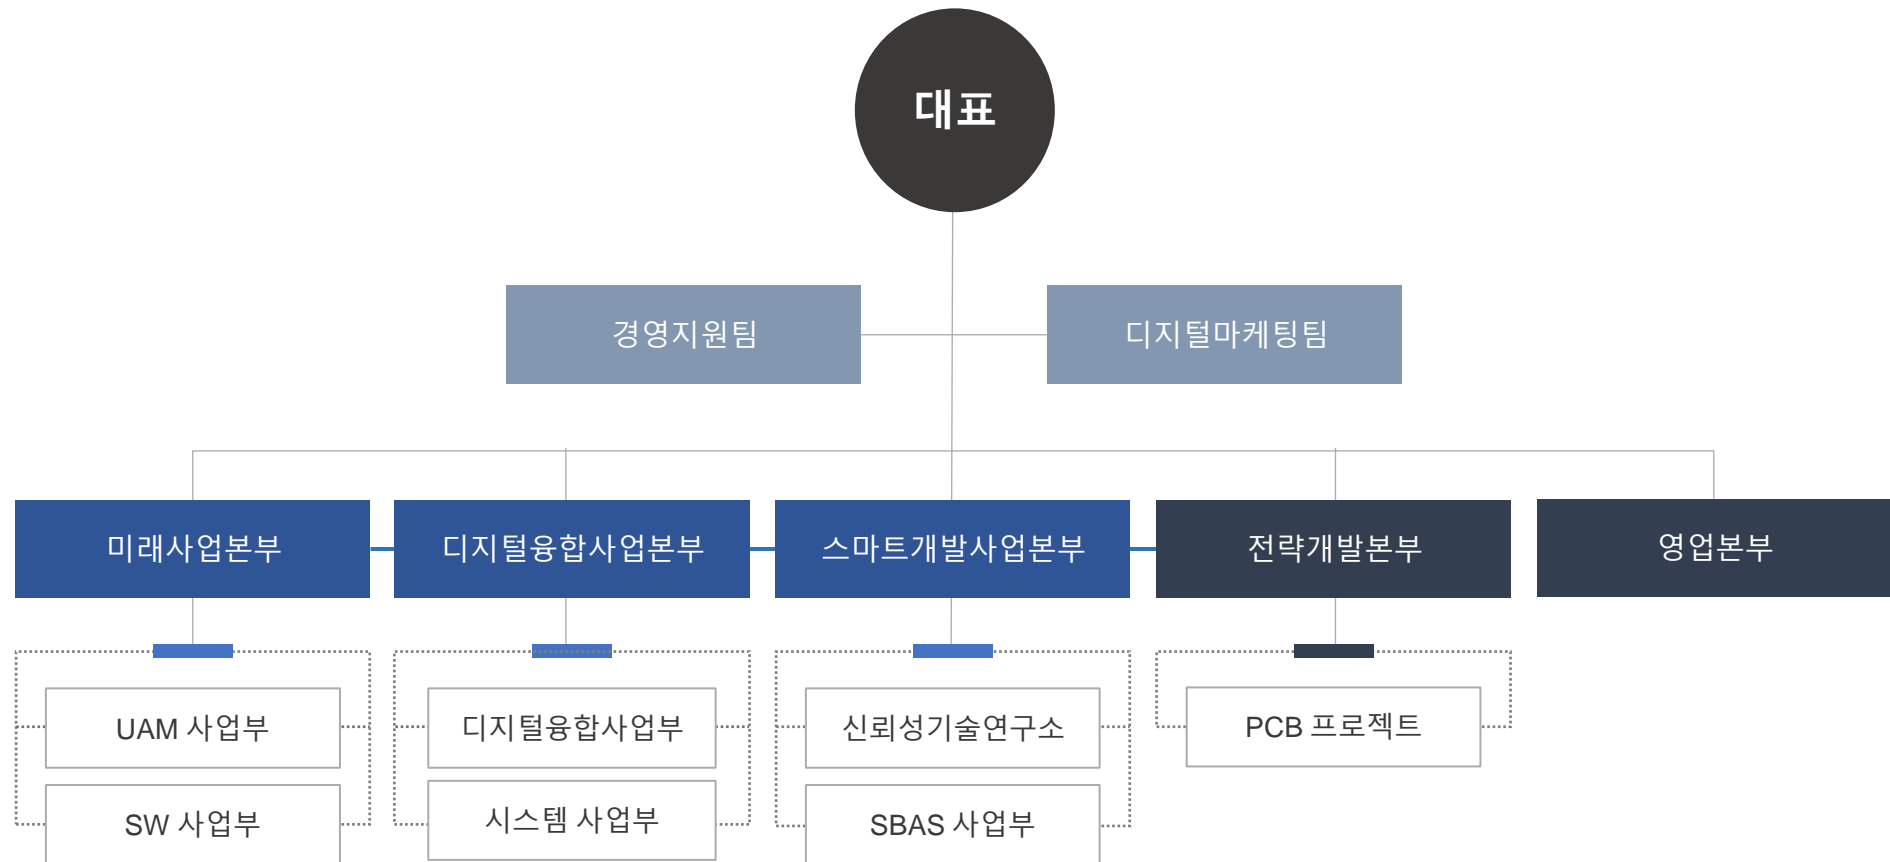 대표
경영지원팀
디지털마케팅팀
미래사업본부
디지털융합사업본부
스마트개발사업본부
전략개발본부
영업본부
UAM 사업부
디지털융합사업부
신뢰성기술연구소
PCB 프로젝트
SW 사업부
시스템 사업부
SBAS 사업부